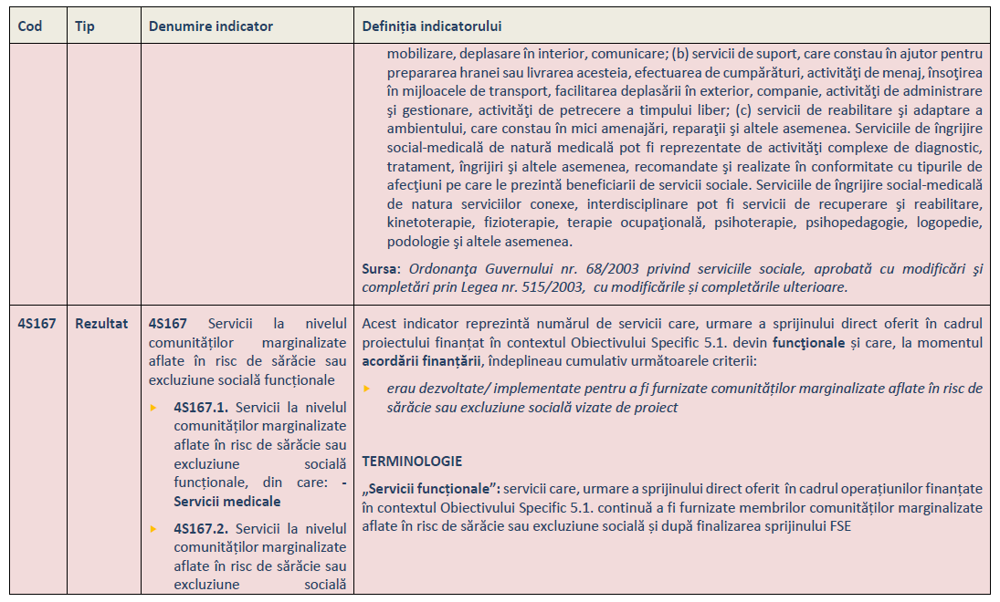 Cod Tip Denumire indicator Definiția indicatorului
mobilizare, deplasare în interior, comunicare; (b) servicii de suport, care constau în ajutor pentru
prepararea hranei sau livrarea acesteia, efectuarea de cumpărături, activităţi de menaj, însoţirea
în mijloacele de transport, facilitarea deplasării în exterior, companie, activităţi de administrare
şi gestionare, activităţi de petrecere a timpului liber; (c) servicii de reabilitare şi adaptare a
ambientului, care constau în mici amenajări, reparaţii şi altele asemenea. Serviciile de îngrijire
social-medicală de natură medicală pot fi reprezentate de activităţi complexe de diagnostic,
tratament, îngrijiri şi altele asemenea, recomandate şi realizate în conformitate cu tipurile de
afecţiuni pe care le prezintă beneficiarii de servicii sociale. Serviciile de îngrijire social-medicală
de natura serviciilor conexe, interdisciplinare pot fi servicii de recuperare şi reabilitare,
kinetoterapie, fizioterapie, terapie ocupaţională, psihoterapie, psihopedagogie, logopedie,
podologie şi altele asemenea.
Sursa: Ordonanţa Guvernului nr. 68/2003 privind serviciile sociale, aprobată cu modificări şi
completări prin Legea nr. 515/2003, cu modificările și completările ulterioare.
4S167 Rezultat
4S167 Servicii la nivelul
comunităților marginalizate
aflate în risc de sărăcie sau
excluziune socială funcționale
4S167.1. Servicii la nivelul
comunităților marginalizate
aflate în risc de sărăcie sau
excluziune socială
funcționale, din care: -
Servicii medicale
4S167.2. Servicii la nivelul
comunităților marginalizate
aflate în risc de sărăcie sau
excluziune socială
Acest indicator reprezintă numărul de servicii care, urmare a sprijinului direct oferit în cadrul
proiectului finanțat în contextul Obiectivului Specific 5.1. devin funcţionale și care, la momentul
acordării finanțării, îndeplineau cumulativ următoarele criterii:
erau dezvoltate/ implementate pentru a fi furnizate comunităților marginalizate aflate în risc de
sărăcie sau excluziune socială vizate de proiect
TERMINOLOGIE
„Servicii funcționale”: servicii care, urmare a sprijinului direct oferit în cadrul operațiunilor finanțate
în contextul Obiectivului Specific 5.1. continuă a fi furnizate membrilor comunităților marginalizate
aflate în risc de sărăcie sau excluziune socială și după finalizarea sprijinului FSE